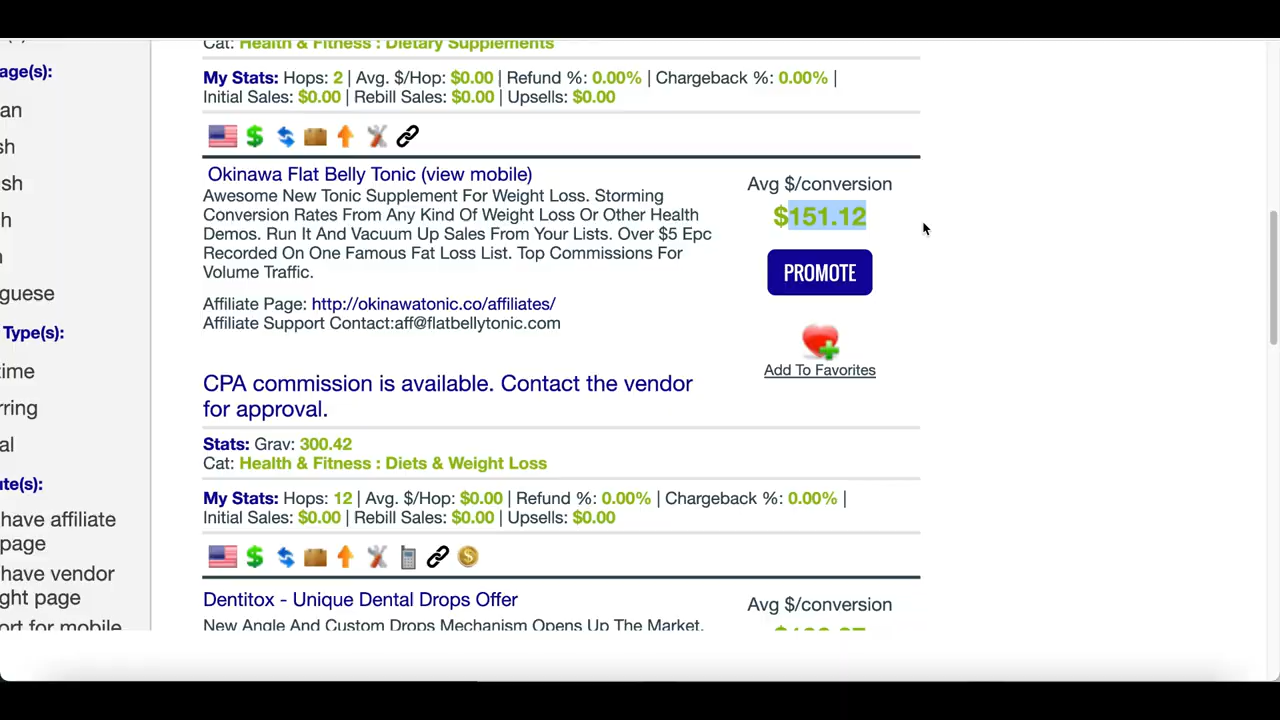 Cat: Health & Fitness : Dietary Supplements
age(s):
My Stats: Hops: 2 | Avg. $/Hop: $0.00 | Refund %: 0.00% | Chargeback %: 0.00% |
Initial Sales: $0.00 | Rebill Sales: $0.00 | Upsells: $0.00
an
sh
sh
h
guese
Type(s):
ime
rring
al
te(s):
have affiliate
page
have vendor
ght page
ort for mobile
Okinawa Flat Belly Tonic (view mobile)
Awesome New Tonic Supplement For Weight Loss. Storming
Conversion Rates From Any Kind Of Weight Loss Or Other Health
Demos. Run It And Vacuum Up Sales From Your Lists. Over $5 Epc
Recorded On One Famous Fat Loss List. Top Commissions For
Volume Traffic.
Affiliate Page: http://okinawatonic.co/affiliates/
Affiliate Support Contact:aff@flatbellytonic.com
Avg $/conversion
$151.12
PROMOTE
Add To Favorites
CPA commission is available. Contact the vendor
for approval.
Stats: Grav: 300.42
Cat: Health & Fitness : Diets & Weight Loss
My Stats: Hops: 12 | Avg. $/Hop: $0.00 | Refund %: 0.00% | Chargeback %: 0.00% |
Initial Sales: $0.00 | Rebill Sales: $0.00 | Upsells: $0.00
Dentitox - Unique Dental Drops Offer
New Angle And Custom Drops Mechanism Opens Up The Market.
Avg $/conversion